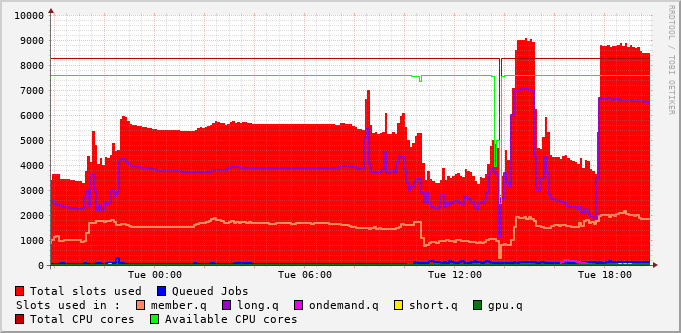 10000
9000
8000
7000
6000
5000
4000
3000
2000
1000
0
Tue 00:00 Tue 06:00 Tue 12:00 Tue 18:00
RRDTOOL / TOBI OETIKER
Total slots used Queued Jobs
Slots used in : member.q long.q ondemand.q short.q gpu.q
Total CPU cores Available CPU cores